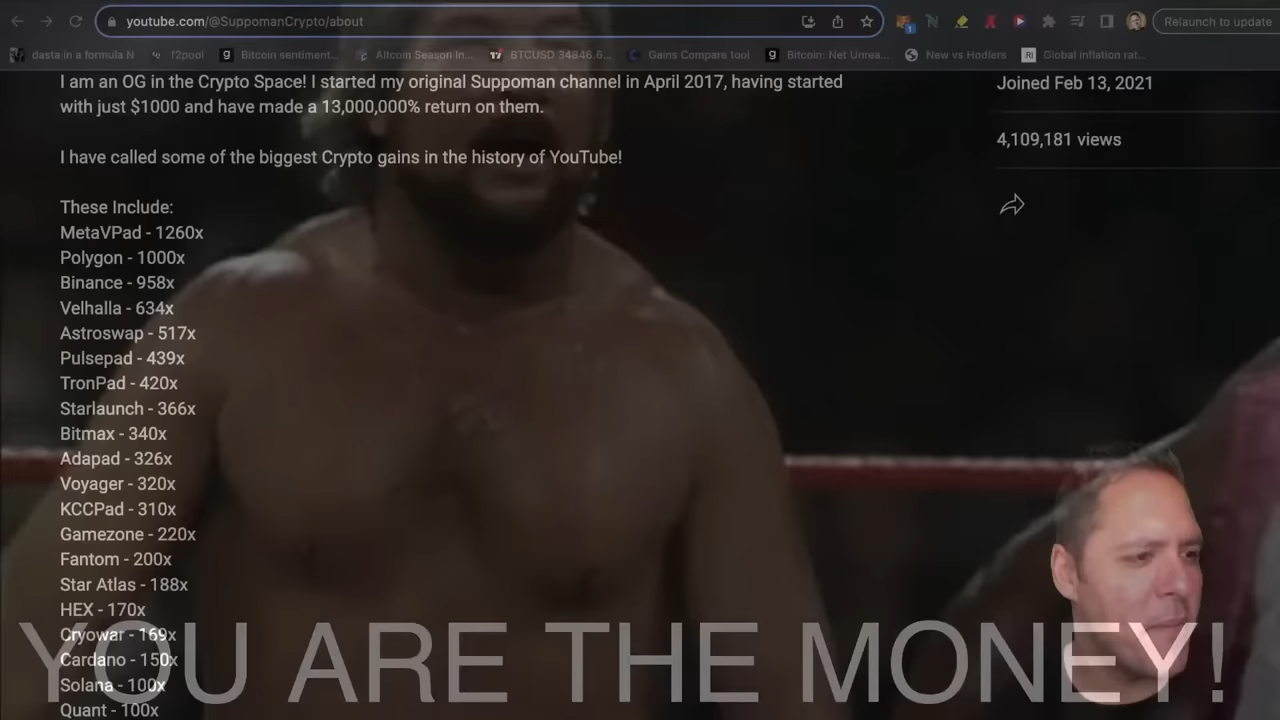 youtube.com/@SuppomanCrypto/about
Relaunch to update
dasta in a formula N
f2pool
Bitcoin sentiment...
Altcoin Season In...
BTCUSD 34846.6...
Gains Compare tool
Bitcoin: Net Unrea...
New vs Hodlers
Global inflation rat...
I am an OG in the Crypto Space! I started my original Suppoman channel in April 2017, having started
with just $1000 and have made a 13,000,000% return on them.
Joined Feb 13, 2021
4,109,181 views
I have called some of the biggest Crypto gains in the history of YouTube!
These Include:
MetaVPad - 1260x
Polygon - 1000x
Binance - 958x
Velhalla - 634x
Astroswap - 517x
Pulsepad - 439x
TronPad - 420x
Starlaunch - 366x
Bitmax - 340x
Adapad - 326x
Voyager - 320x
KCCPad - 310x
Gamezone - 220x
Fantom - 200x
Star Atlas - 188x
HEX - 170x
Cryowar - 169x
Cardano - 150x
Solana - 100x
Quant - 100x
YOU ARE THE MONEY!